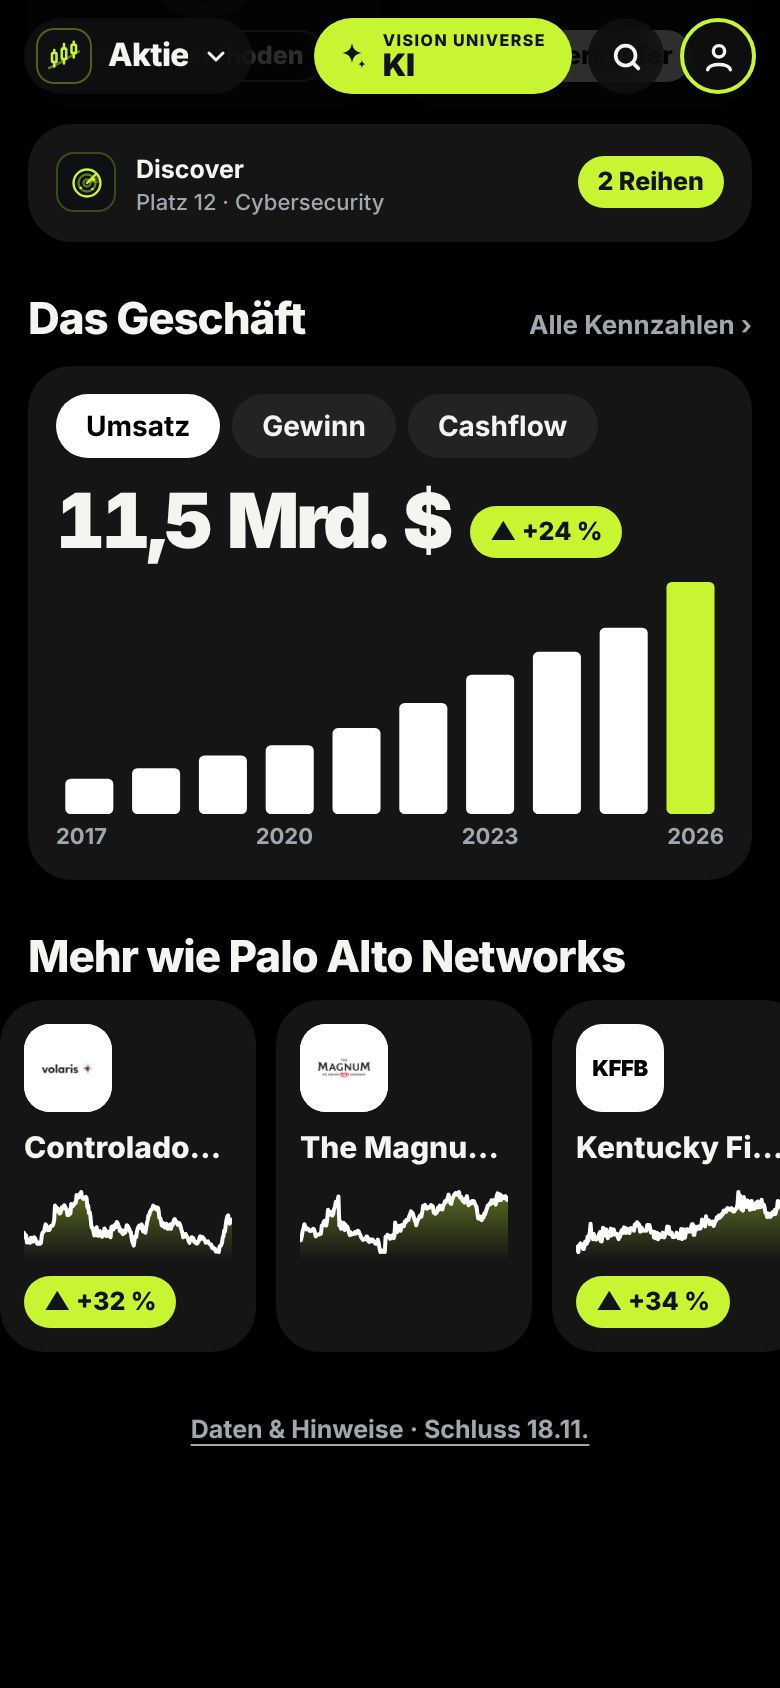 Aktie
VISION UNIVERSE
KI
Discover
Platz 12 · Cybersecurity
2 Reihen
Das Geschäft
Alle Kennzahlen ›
Umsatz
Gewinn
Cashflow
11,5 Mrd. $
▲ +24 %
2017
2020
2023
2026
Mehr wie Palo Alto Networks
volaris
THE
MAGNUM
KFFB
Controlado...
The Magnu...
Kentucky Fi...
▲ +32 %
▲ +34 %
Daten & Hinweise · Schluss 18.11.